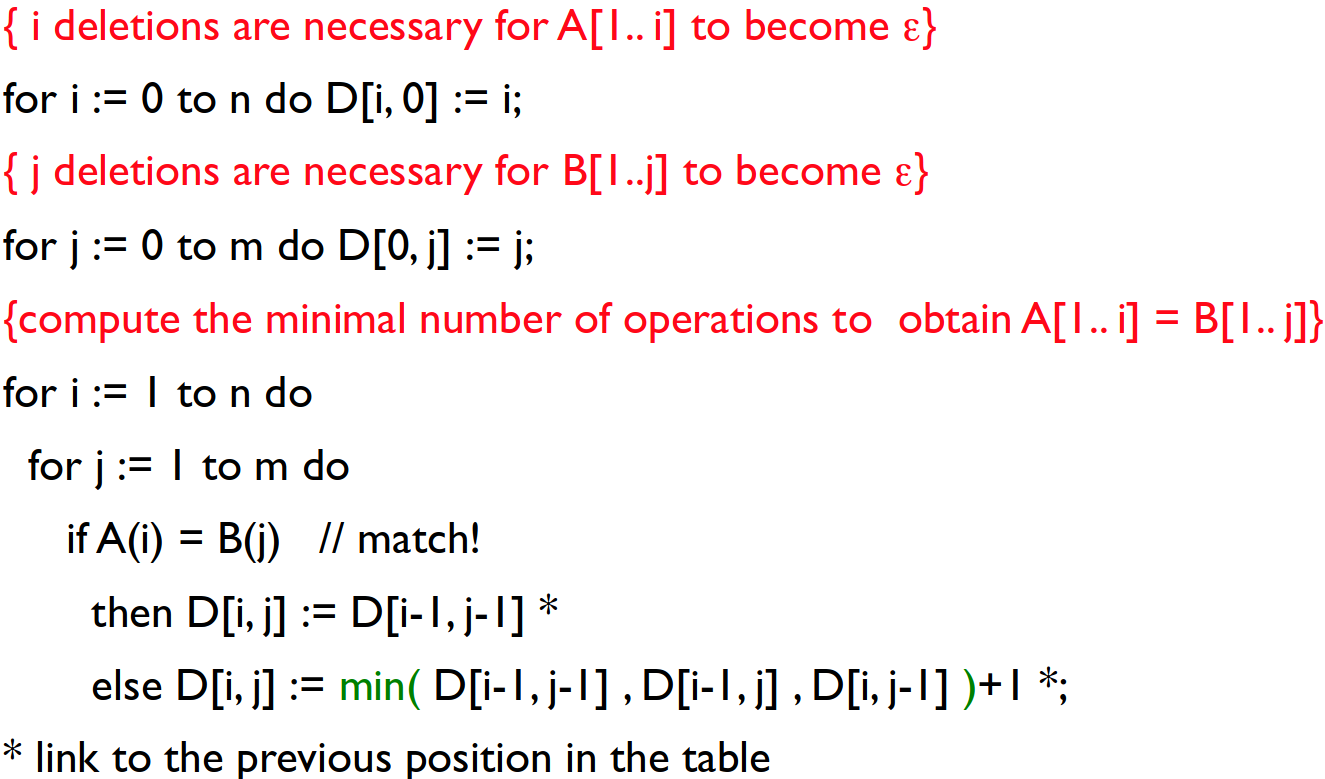 { i deletions are necessary for A[1.. i] to become ε}
for i := 0 to n do D[i, 0] := i;
{ j deletions are necessary for B[1..j] to become ε}
for j := 0 to m do D[0, j] := j;
{compute the minimal number of operations to obtain A[1.. i] = B[1.. j]}
for i := 1 to n do
for j := 1 to m do
if A(i) = B(j) // match!
then D[i, j] := D[i-1, j-1] *
else D[i, j] := min( D[i-1, j-1] , D[i-1, j] , D[i, j-1] )+1 *;
* link to the previous position in the table